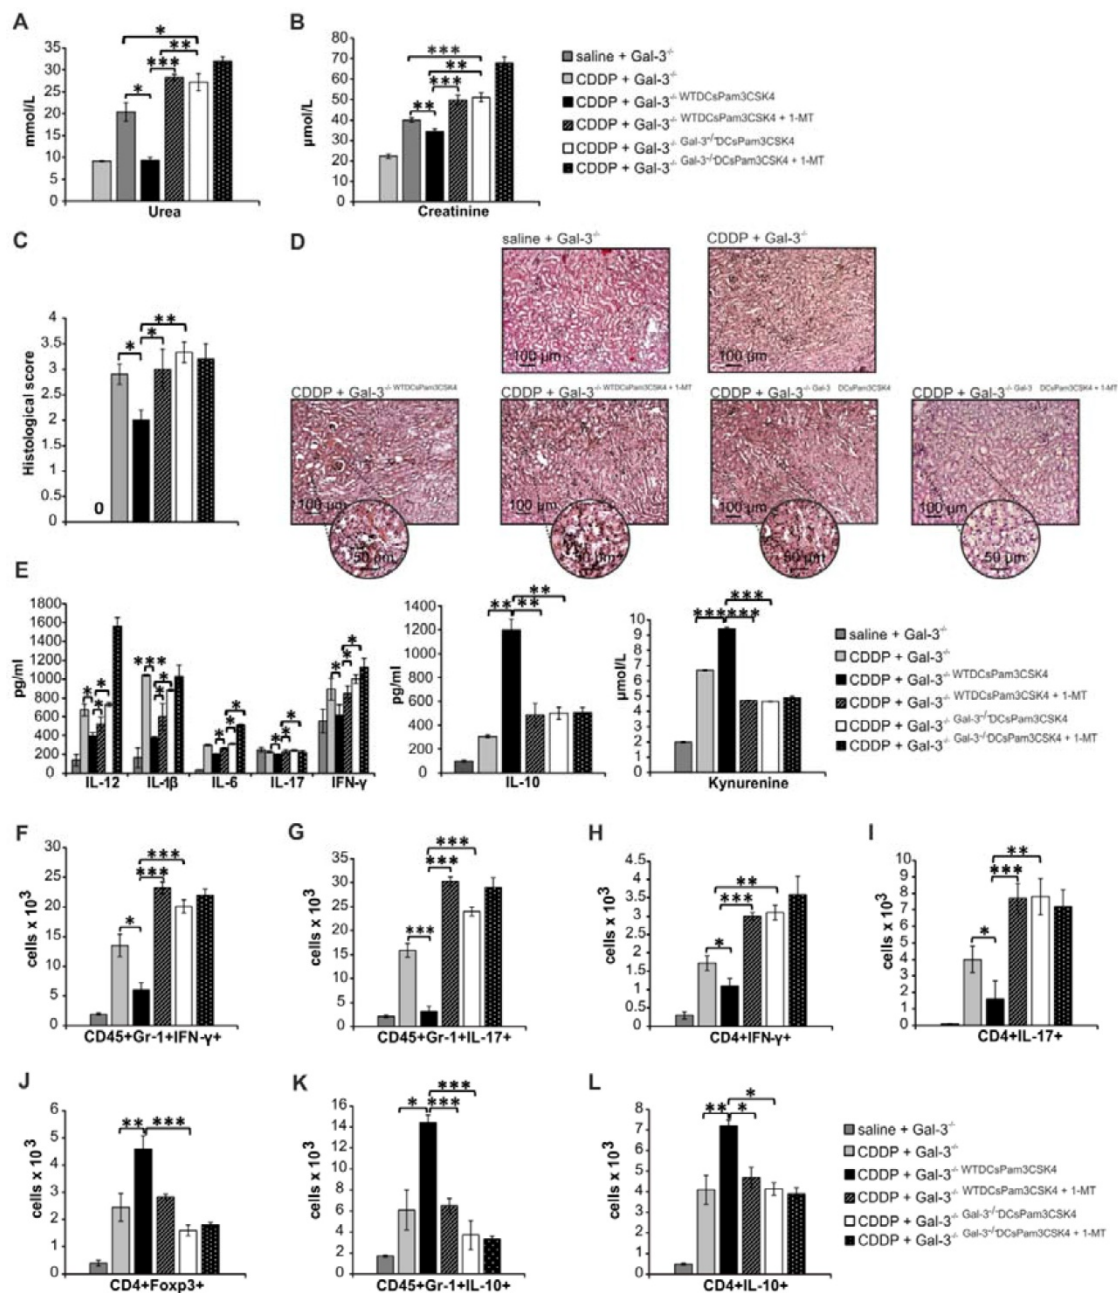 A
mmol/L
35
30
25
20
15
10
5
0
*
**
***
*
Urea
B
µmol/L
80
70
60
50
40
30
20
10
0
***
**
***
**
Creatinine
saline + Gal-3-/-
CDDP + Gal-3-/-
CDDP + Gal-3-/- WTDCsPam3CSK4
CDDP + Gal-3-/- WTDCsPam3CSK4 + 1-MT
CDDP + Gal-3-/- Gal-3-/-DCsPam3CSK4
CDDP + Gal-3-/- Gal-3-/-DCsPam3CSK4 + 1-MT
C
Histological score
4
3.5
3
2.5
2
1.5
1
0.5
0
0
**
*
*
D
saline + Gal-3-/-
CDDP + Gal-3-/-
100 µm
100 µm
CDDP + Gal-3-/- WTDCsPam3CSK4
CDDP + Gal-3-/- WTDCsPam3CSK4 + 1-MT
CDDP + Gal-3-/- Gal-3 DCsPam3CSK4
CDDP + Gal-3-/- Gal-3 DCsPam3CSK4 + 1-MT
100 µm
100 µm
100 µm
100 µm
50 µm
50 µm
50 µm
50 µm
E
pg/ml
1800
1600
1400
1200
1000
800
600
400
200
0
IL-12
IL-1β
IL-6
IL-17
IFN-γ
pg/ml
1400
1200
1000
800
600
400
200
0
**
**
**
IL-10
µmol/L
10
9
8
7
6
5
4
3
2
1
0
***
***
***
Kynurenine
saline + Gal-3-/-
CDDP + Gal-3-/-
CDDP + Gal-3-/- WTDCsPam3CSK4
CDDP + Gal-3-/- WTDCsPam3CSK4 + 1-MT
CDDP + Gal-3-/- Gal-3-/-DCsPam3CSK4
CDDP + Gal-3-/- Gal-3-/-DCsPam3CSK4 + 1-MT
F
cells x 10³
30
25
20
15
10
5
0
***
***
*
CD45+Gr-1+IFN-γ+
G
cells x 10³
35
30
25
20
15
10
5
0
***
***
***
CD45+Gr-1+IL-17+
H
cells x 10³
4.5
4
3.5
3
2.5
2
1.5
1
0.5
0
**
***
*
CD4+IFN-γ+
I
cells x 10³
10
9
8
7
6
5
4
3
2
1
0
**
***
*
CD4+IL-17+
J
cells x 10³
6
5
4
3
2
1
0
**
***
CD4+Foxp3+
K
cells x 10³
16
14
12
10
8
6
4
2
0
***
*
***
CD45+Gr-1+IL-10+
L
cells x 10³
8
7
6
5
4
3
2
1
0
*
**
*
CD4+IL-10+
saline + Gal-3-/-
CDDP + Gal-3-/-
CDDP + Gal-3-/- WTDCsPam3CSK4
CDDP + Gal-3-/- WTDCsPam3CSK4 + 1-MT
CDDP + Gal-3-/- Gal-3-/-DCsPam3CSK4
CDDP + Gal-3-/- Gal-3-/-DCsPam3CSK4 + 1-MT